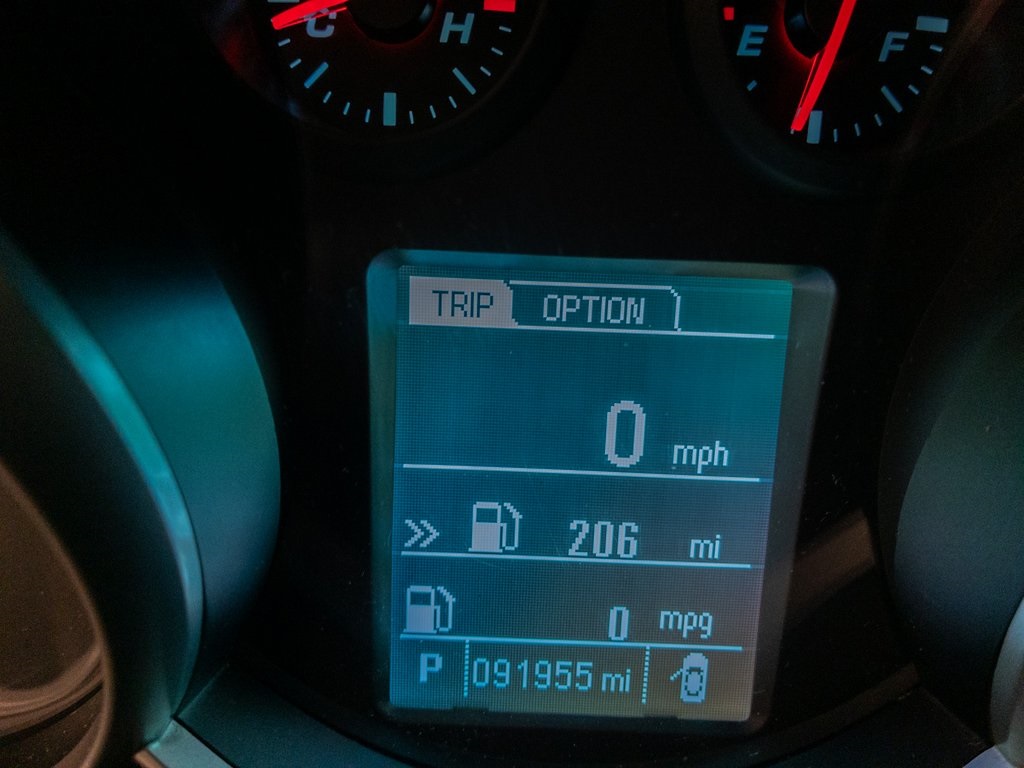 C H
E F
TRIP OPTION
0 mph
206 mi
0 mpg
P 091955 mi